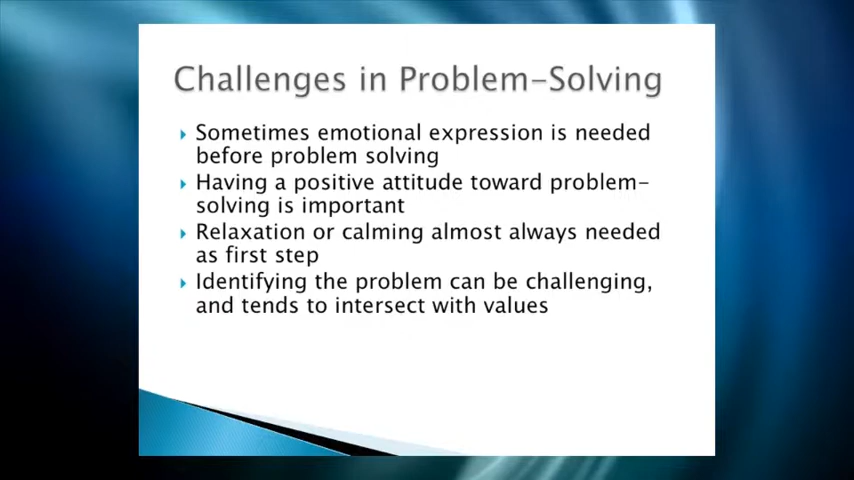 Challenges in Problem-Solving
Sometimes emotional expression is needed
before problem solving
Having a positive attitude toward problem-
solving is important
Relaxation or calming almost always needed
as first step
Identifying the problem can be challenging,
and tends to intersect with values